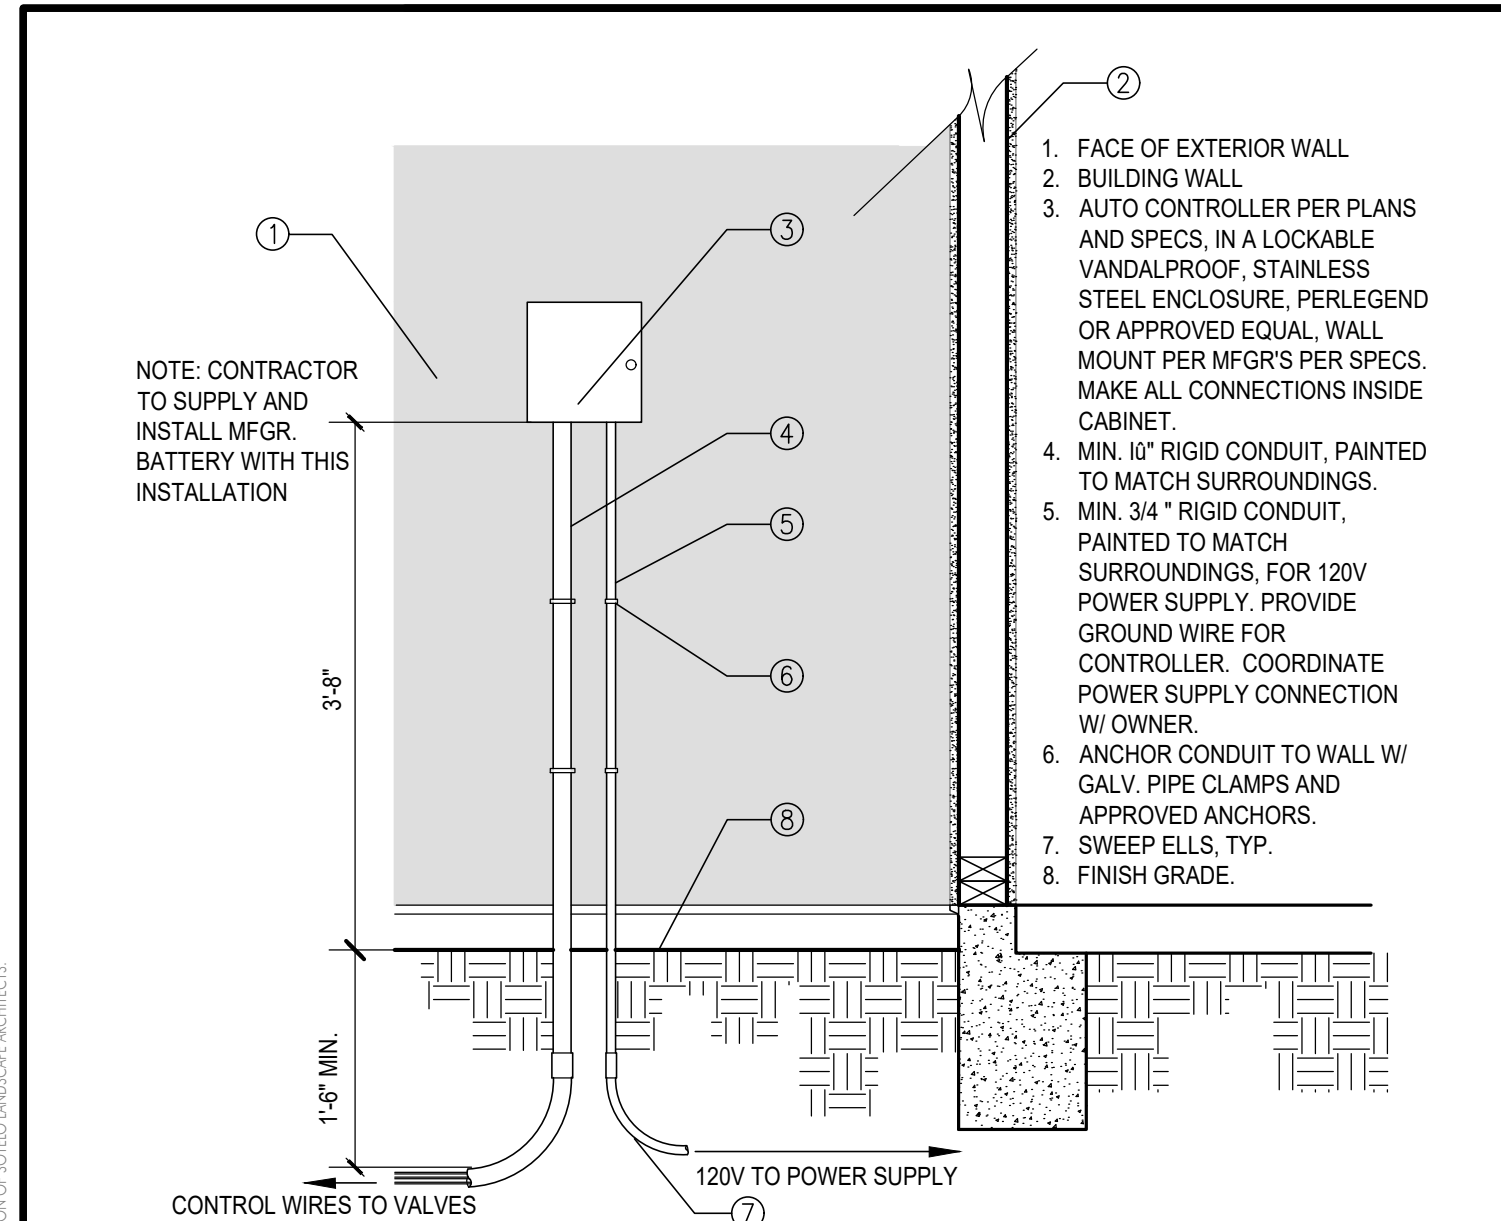 2
1. FACE OF EXTERIOR WALL
2. BUILDING WALL
3. AUTO CONTROLLER PER PLANS
AND SPECS, IN A LOCKABLE
VANDALPROOF, STAINLESS
STEEL ENCLOSURE, PERLEGEND
OR APPROVED EQUAL, WALL
MOUNT PER MFGR'S PER SPECS.
MAKE ALL CONNECTIONS INSIDE
CABINET.
4. MIN. Iû" RIGID CONDUIT, PAINTED
TO MATCH SURROUNDINGS.
5. MIN. 3/4 " RIGID CONDUIT,
PAINTED TO MATCH
SURROUNDINGS, FOR 120V
POWER SUPPLY. PROVIDE
GROUND WIRE FOR
CONTROLLER. COORDINATE
POWER SUPPLY CONNECTION
W/ OWNER.
6. ANCHOR CONDUIT TO WALL W/
GALV. PIPE CLAMPS AND
APPROVED ANCHORS.
7. SWEEP ELLS, TYP.
8. FINISH GRADE.
1
3
NOTE: CONTRACTOR
TO SUPPLY AND
INSTALL MFGR.
BATTERY WITH THIS
INSTALLATION
4
5
6
3'-8"
8
1'-6" MIN.
120V TO POWER SUPPLY
CONTROL WIRES TO VALVES
7
OF SOTELO LANDSCAPE ARCHITECTS.